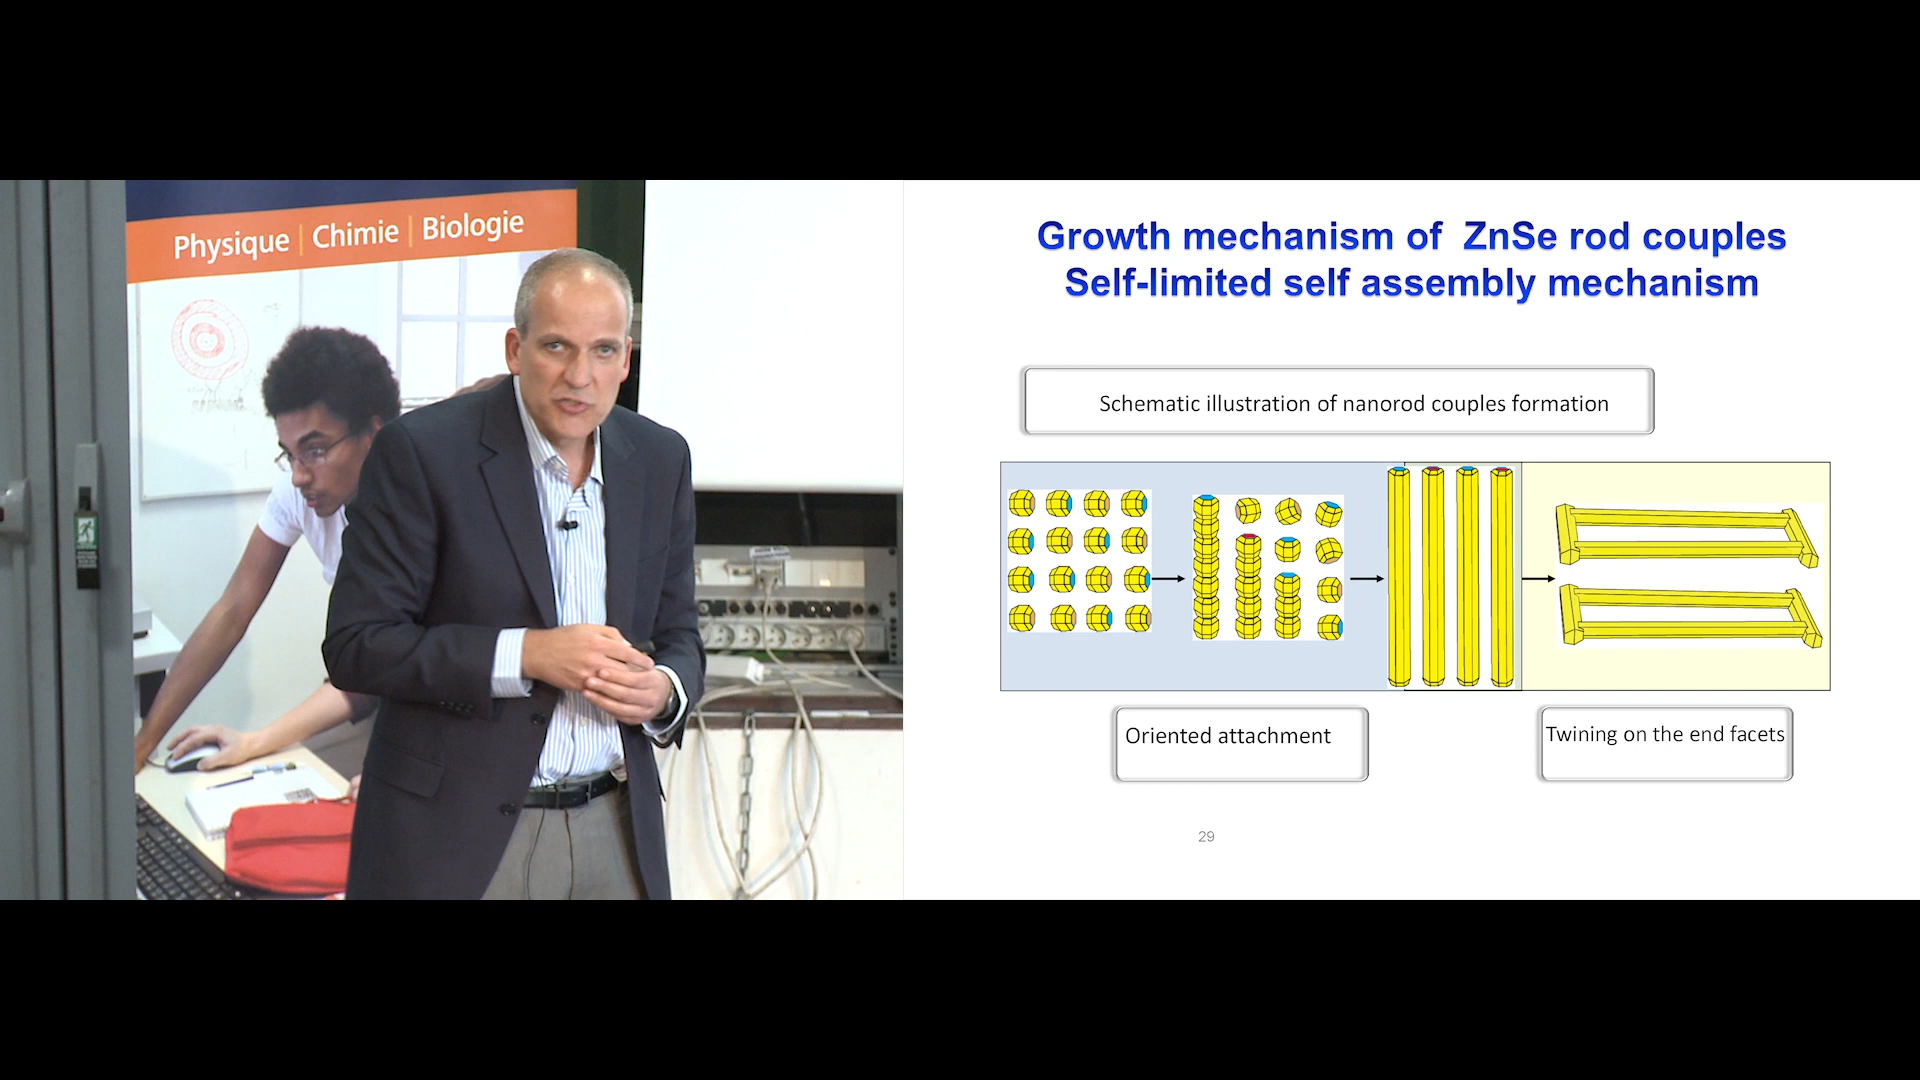 Physique | Chimie | Biologie
Growth mechanism of ZnSe rod couples
Self-limited self assembly mechanism
Schematic illustration of nanorod couples formation
Oriented attachment
Twining on the end facets
29